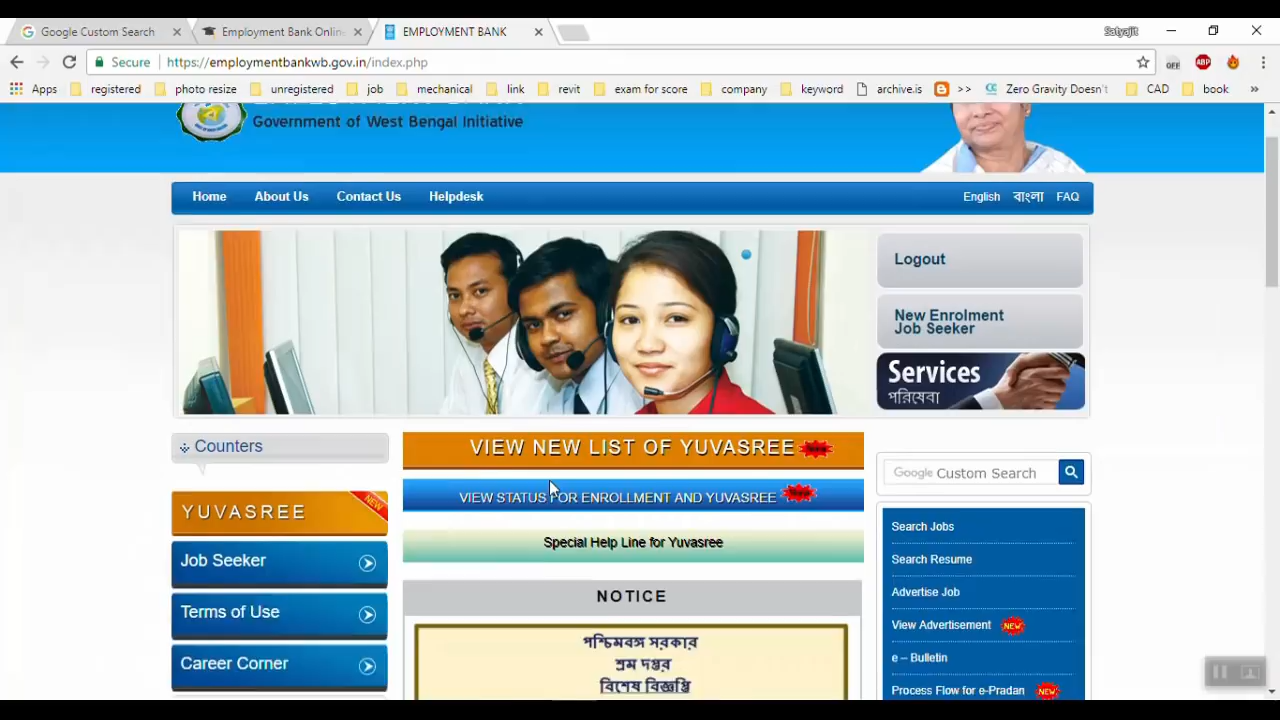 Google Custom Search
Employment Bank Onlin
EMPLOYMENT BANK
Satyajit
Secure
https://employmentbankwb.gov.in/index.php
OFF
ABP
Apps
registered
photo resize
unregistered
job
mechanical
link
revit
exam for score
company
keyword
archive.is
>>
Zero Gravity Doesn't
CAD
book
»
Government of West Bengal Initiative
Home
About Us
Contact Us
Helpdesk
English
বাংলা
FAQ
Logout
New Enrolment
Job Seeker
Services
পরিষেবা
Counters
VIEW NEW LIST OF YUVASREE
VIEW STATUS FOR ENROLLMENT AND YUVASREE
Special Help Line for Yuvasree
Google Custom Search
YUVASREE
NEW
Job Seeker
Terms of Use
Career Corner
NOTICE
পশ্চিমবঙ্গ সরকার
শ্রম দপ্তর
বিশেষ বিজ্ঞপ্তি
Search Jobs
Search Resume
Advertise Job
View Advertisement NEW
e – Bulletin
Process Flow for e-Pradan NEW